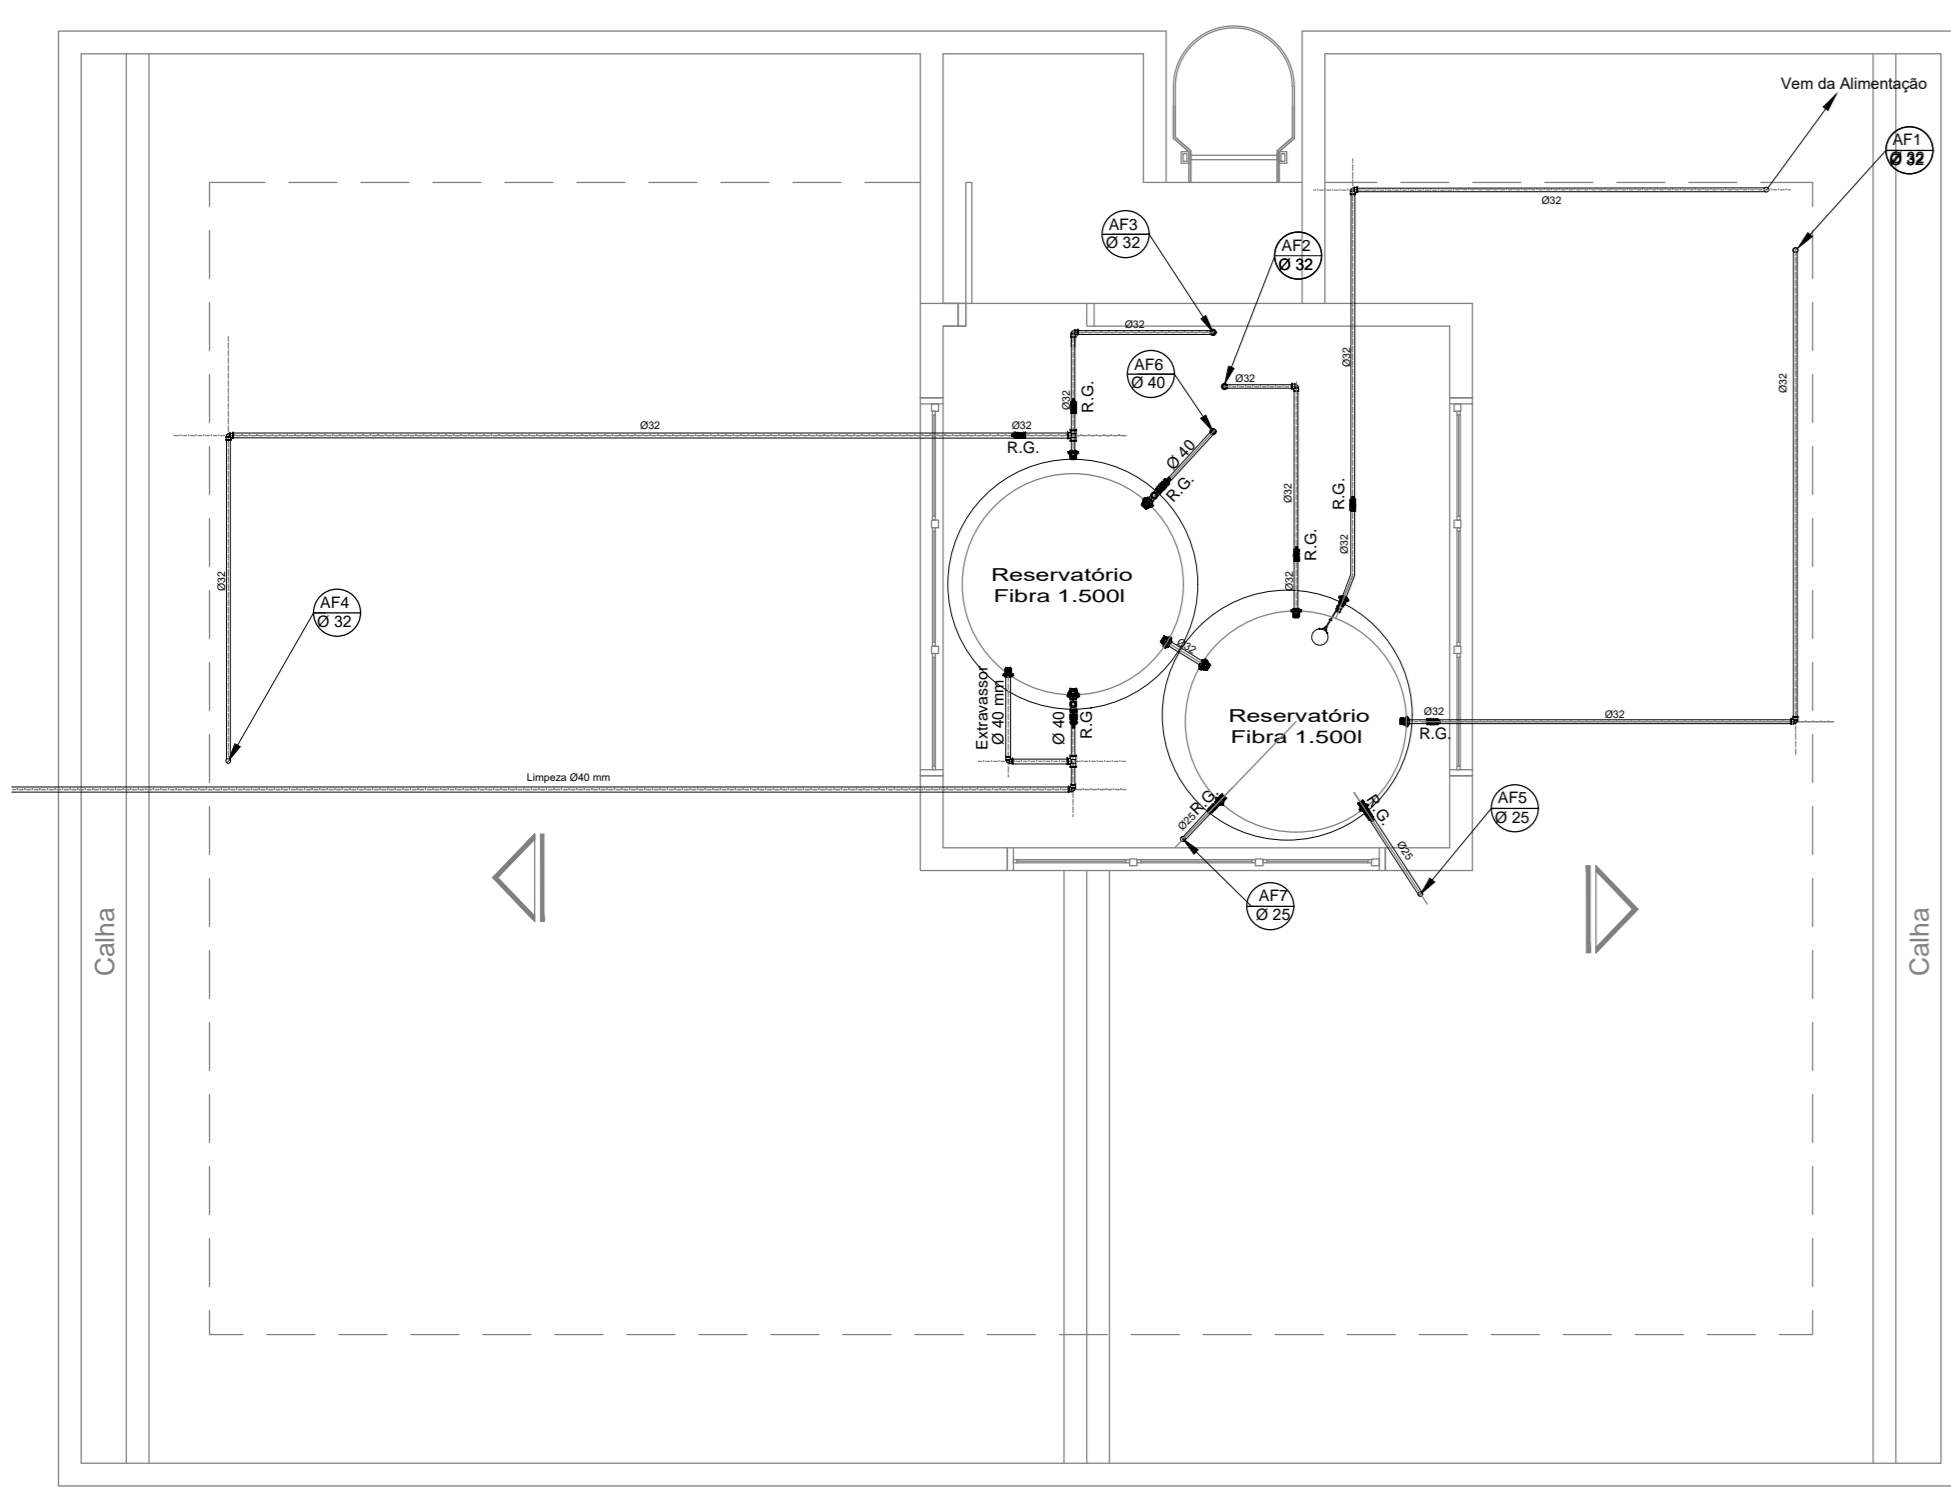 Vem da Alimentação
AF1
Ø 32
Ø32
AF3
Ø 32
AF2
Ø 32
Ø32
Ø32
AF6
Ø 40
Ø32
Ø32
Ø32
R.G.
Ø32
Ø32
R.G.
Ø 40
R.G.
Ø32
R.G.
Ø32
R.G.
Ø32
Ø32
Reservatório
Fibra 1.500l
AF4
Ø 32
Ø32
Ø32
Extravassor
Ø 40 mm
Ø 40
R.G.
Reservatório
Fibra 1.500l
Ø32
R.G.
Ø32
Limpeza Ø40 mm
R.G.
Ø25
R.G.
Ø25
AF5
Ø 25
AF7
Ø 25
Calha
Calha